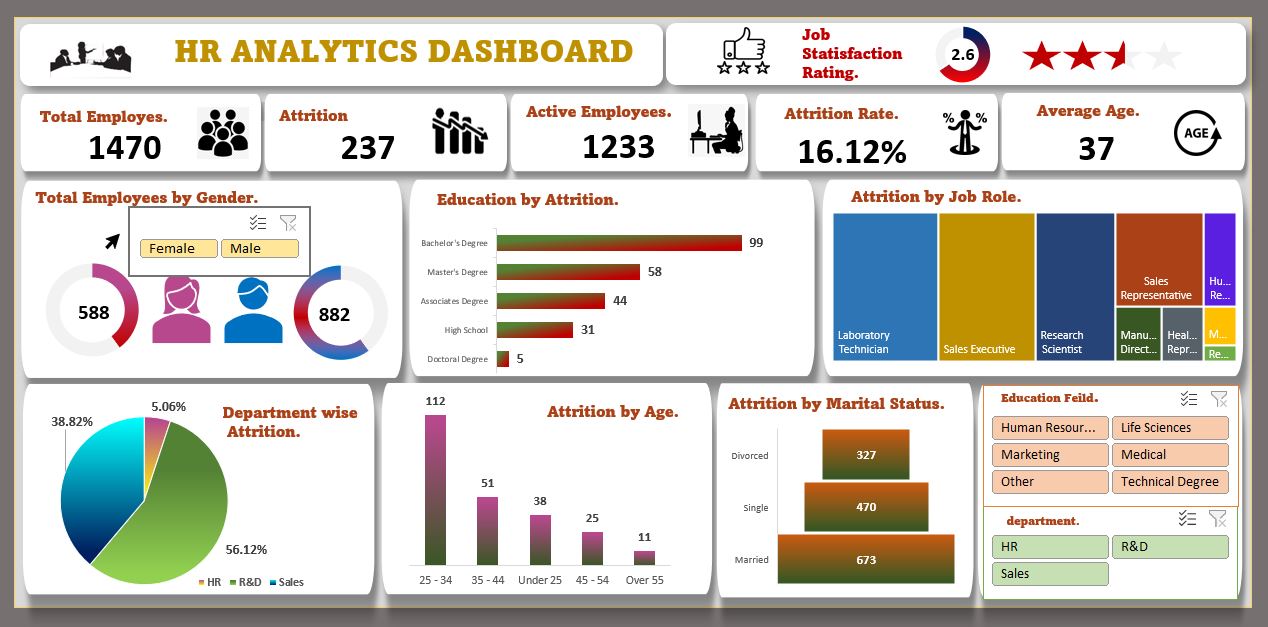 HR ANALYTICS DASHBOARD
Job
Statisfaction
Rating.
2.6
Total Employes.
1470
Attrition
237
Active Employees.
1233
Attrition Rate.
16.12%
% %
Average Age.
37
AGE
Total Employees by Gender.
Female
Male
588
882
Education by Attrition.
Bachelor's Degree
99
Master's Degree
58
Associates Degree
44
High School
31
Doctoral Degree
5
Attrition by Job Role.
Laboratory
Technician
Sales Executive
Research
Scientist
Sales
Representative
Hu...
Re...
Manu...
Direct...
Heal...
Repr...
M...
Re...
Department wise
Attrition.
5.06%
38.82%
56.12%
HR
R&D
Sales
Attrition by Age.
112
51
38
25
11
25 - 34
35 - 44
Under 25
45 - 54
Over 55
Attrition by Marital Status.
Divorced
327
Single
470
Married
673
Education Feild.
Human Resour...
Life Sciences
Marketing
Medical
Other
Technical Degree
department.
HR
R&D
Sales